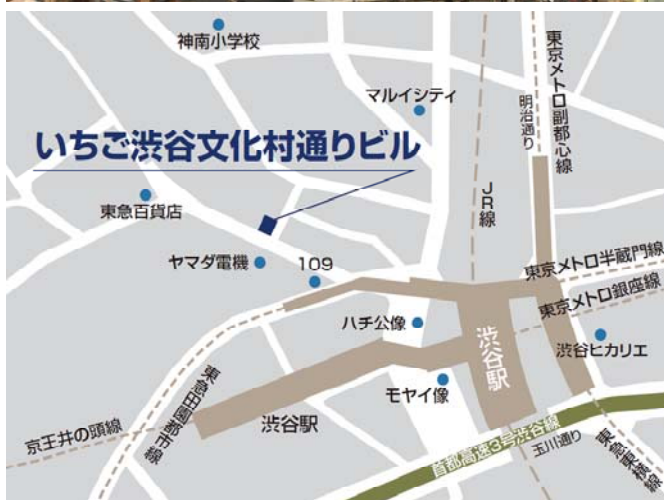 神南小学校
マルイシティ
東京メトロ副都心線
明治通り
いちご渋谷文化村通りビル
JR線
東急百貨店
ヤマダ電機
109
東京メトロ半蔵門線
東京メトロ銀座線
ハチ公像
渋谷駅
渋谷ヒカリエ
モヤイ像
東急田園都市線
渋谷駅
京王井の頭線
首都高速3号渋谷線
玉川通り
東急東横線